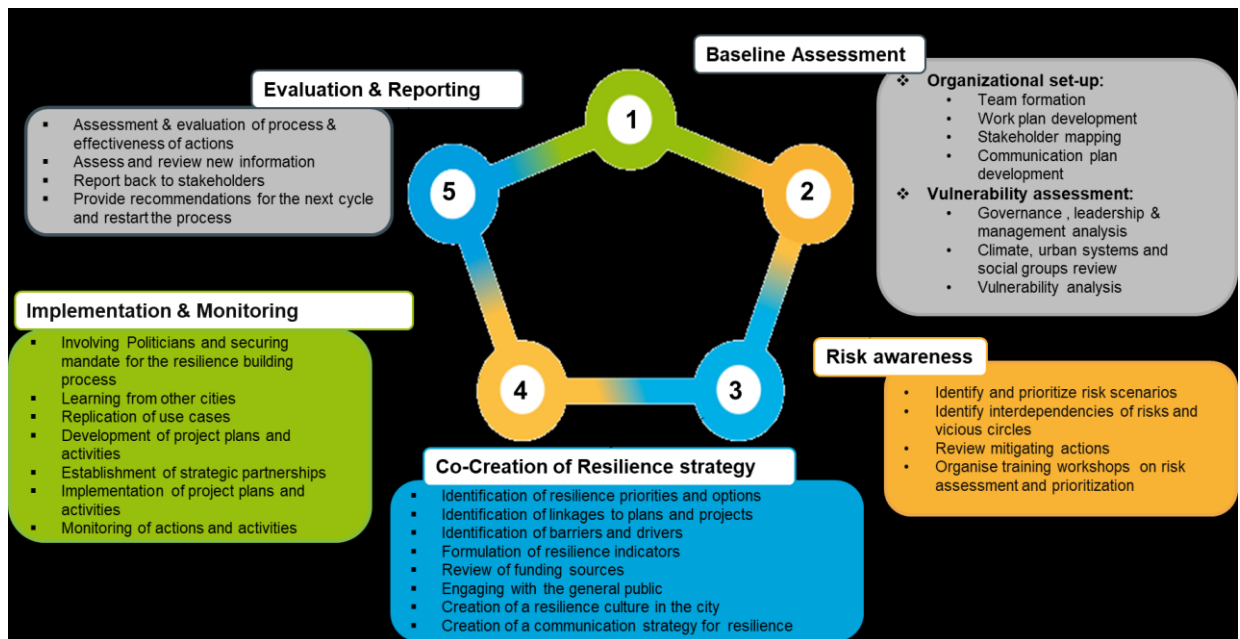 Baseline Assessment
❖ Organizational set-up:
• Team formation
• Work plan development
• Stakeholder mapping
• Communication plan
development
❖ Vulnerability assessment:
• Governance , leadership &
management analysis
• Climate, urban systems and
social groups review
• Vulnerability analysis
Risk awareness
• Identify and prioritize risk scenarios
• Identify interdependencies of risks and
vicious circles
• Review mitigating actions
• Organise training workshops on risk
assessment and prioritization
Co-Creation of Resilience strategy
▪ Identification of resilience priorities and options
▪ Identification of linkages to plans and projects
▪ Identification of barriers and drivers
▪ Formulation of resilience indicators
▪ Review of funding sources
▪ Engaging with the general public
▪ Creation of a resilience culture in the city
▪ Creation of a communication strategy for resilience
Implementation & Monitoring
▪ Involving Politicians and securing
mandate for the resilience building
process
▪ Learning from other cities
▪ Replication of use cases
▪ Development of project plans and
activities
▪ Establishment of strategic partnerships
▪ Implementation of project plans and
activities
▪ Monitoring of actions and activities
Evaluation & Reporting
▪ Assessment & evaluation of process &
effectiveness of actions
▪ Assess and review new information
▪ Report back to stakeholders
▪ Provide recommendations for the next cycle
and restart the process
1
2
3
4
5